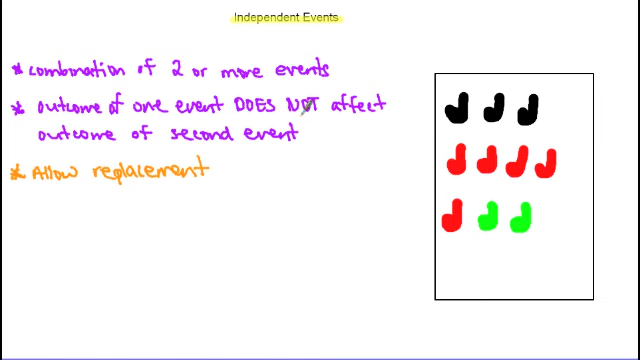 Independent Events
* Combination of 2 or more events
* outcome of one event DOES NOT affect
outcome of second event
* Allow replacement